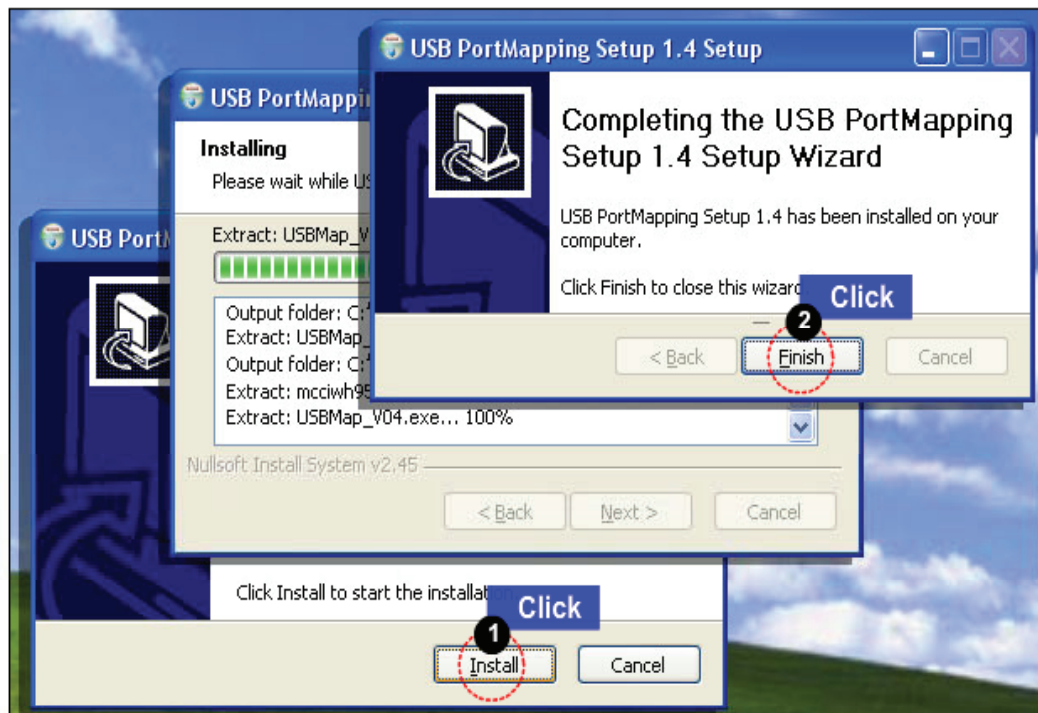 USB PortMapping Setup 1.4 Setup
Completing the USB PortMapping
Setup 1.4 Setup Wizard
USB PortMapping Setup 1.4 has been installed on your
computer.
Click Finish to close this wizard
Click
2
< Back
Finish
Cancel
USB PortMappi
Installing
Please wait while
Extract: USBMap_V
Output folder: C:
Extract: USBMap_
Output folder: C:
Extract: mcciwh95
Extract: USBMap_V04.exe... 100%
Nullsoft Install System v2.45
< Back
Next >
Cancel
USB Port
Click Install to start the installat
Click
1
Install
Cancel